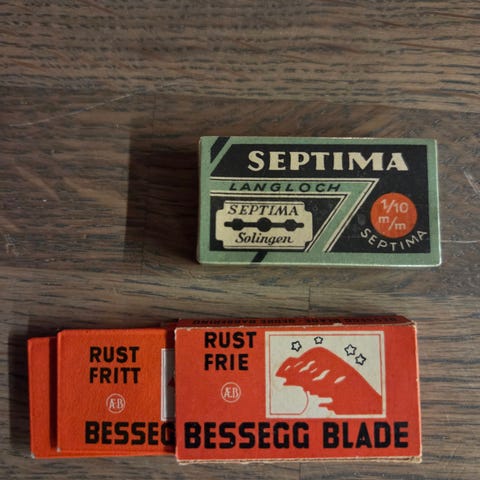 SEPTIMA
LANGLOCH
SEPTIMA
Solingen
1/10
m/m
SEPTIMA
RUST
FRITT
ÆB
BESSEG
RUST
FRIE
ÆB
BESSEGG BLADE